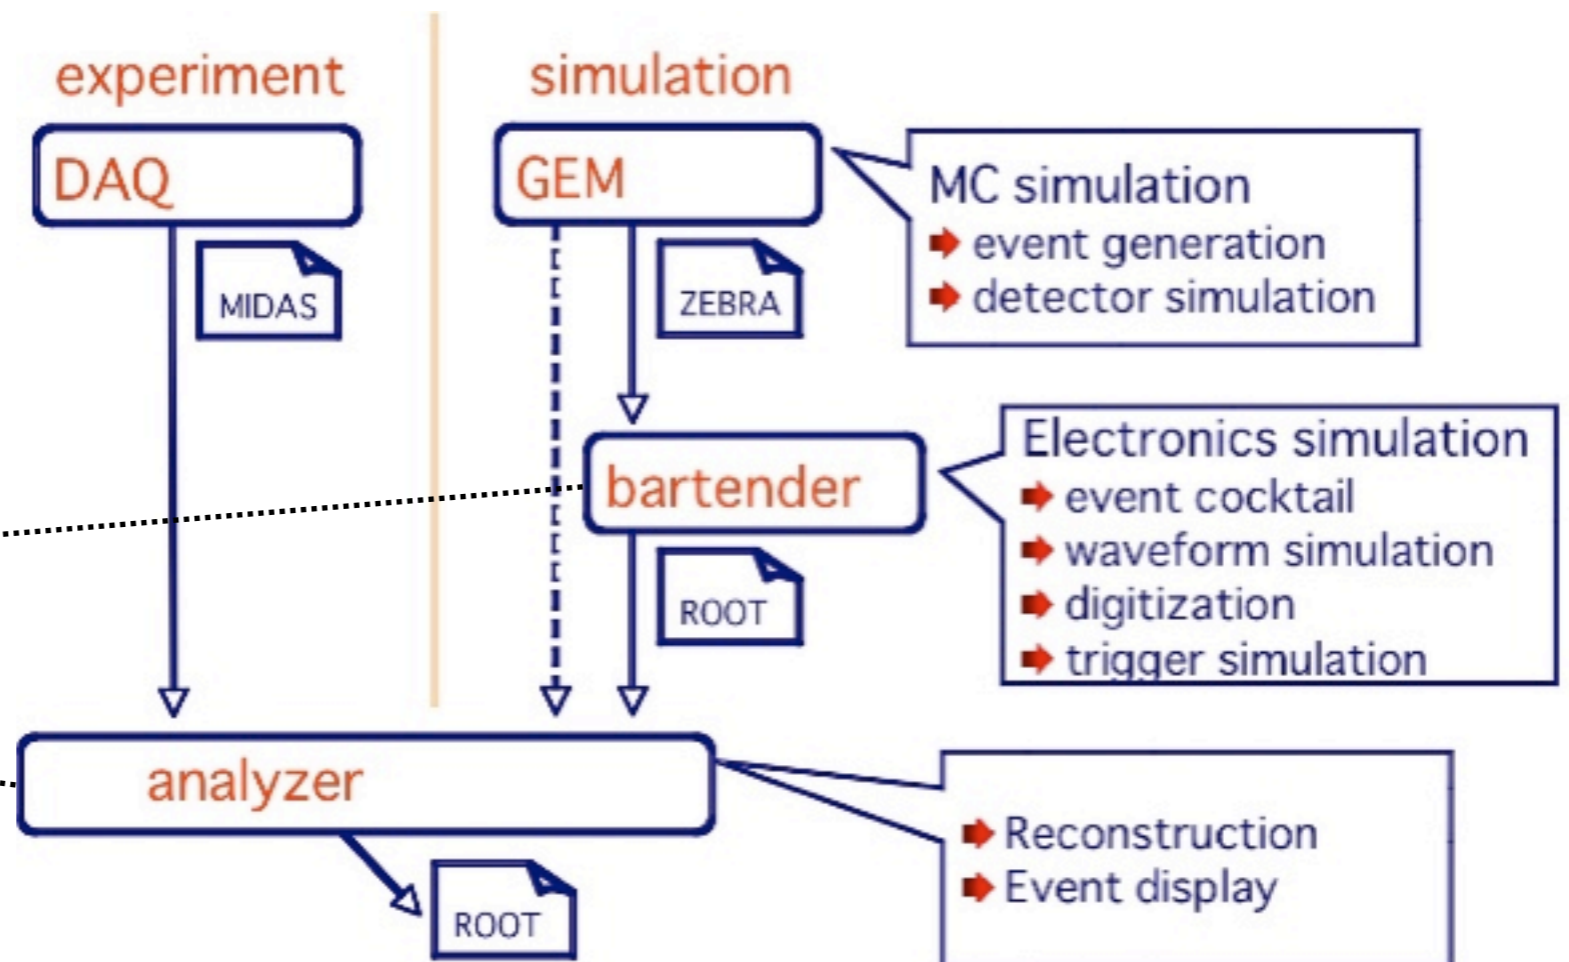 experiment
simulation
DAQ
GEM
MC simulation
event generation
detector simulation
MIDAS
ZEBRA
bartender
Electronics simulation
event cocktail
waveform simulation
digitization
trigger simulation
ROOT
analyzer
Reconstruction
Event display
ROOT